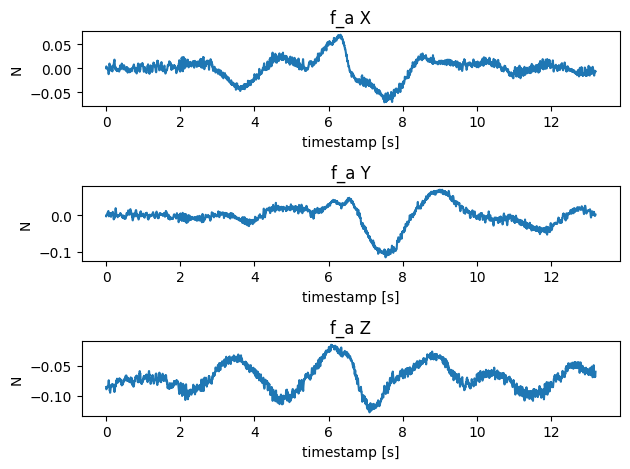 f_a X
0.05
0.00
−0.05
N
0 2 4 6 8 10 12
timestamp [s]
f_a Y
0.0
−0.1
N
0 2 4 6 8 10 12
timestamp [s]
f_a Z
−0.05
−0.10
N
0 2 4 6 8 10 12
timestamp [s]